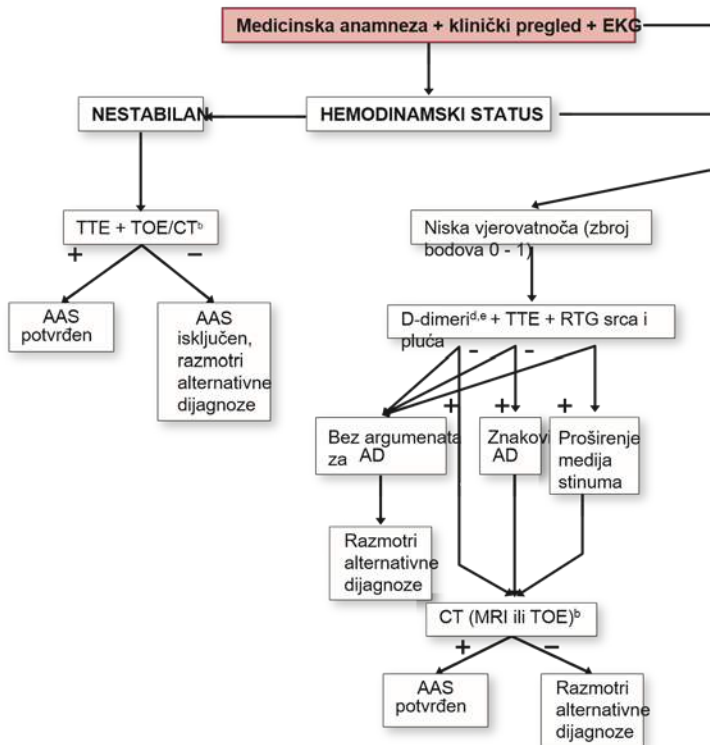 Medicinska anamneza + klinički pregled + EKG
NESTABILAN
HEMODINAMSKI STATUS
TTE + TOE/CTᵇ
Niska vjerovatnoča (zbroj
bodova 0 - 1)
+
–
AAS
potvrđen
AAS
isključen,
razmotri
alternativne
dijagnoze
D-dimeriᵈ,ᵉ + TTE + RTG srca i
pluća
-
-
-
+
+
+
Bez argumenata
za AD
Znakovi
AD
Proširenje
medija
stinuma
Razmotri
alternativne
dijagnoze
CT (MRI ili TOE)ᵇ
+
–
AAS
potvrđen
Razmotri
alternativne
dijagnoze